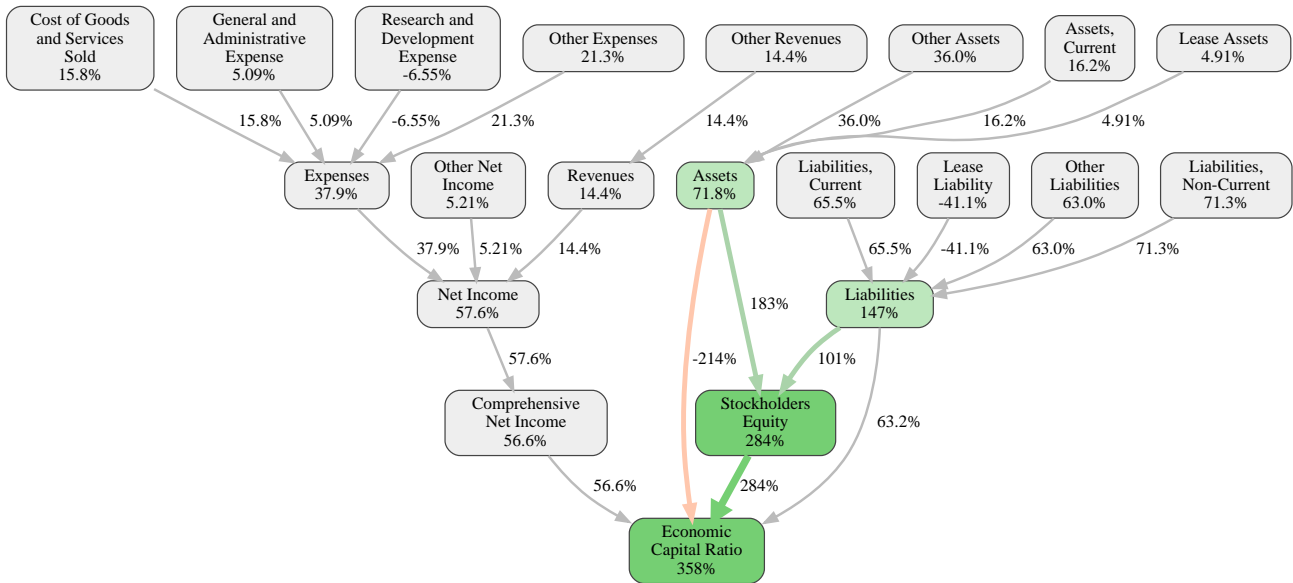 Cost of Goods
and Services
Sold
15.8%
General and
Administrative
Expense
5.09%
Research and
Development
Expense
-6.55%
Other Expenses
21.3%
Other Revenues
14.4%
Other Assets
36.0%
Assets,
Current
16.2%
Lease Assets
4.91%
15.8%
5.09%
-6.55%
21.3%
14.4%
36.0%
16.2%
4.91%
Expenses
37.9%
Other Net
Income
5.21%
Revenues
14.4%
Assets
71.8%
Liabilities,
Current
65.5%
Lease
Liability
-41.1%
Other
Liabilities
63.0%
Liabilities,
Non-Current
71.3%
37.9%
5.21%
14.4%
65.5%
-41.1%
63.0%
71.3%
Net Income
57.6%
183%
Liabilities
147%
57.6%
-214%
101%
Comprehensive
Net Income
56.6%
Stockholders
Equity
284%
63.2%
56.6%
284%
Economic
Capital Ratio
358%